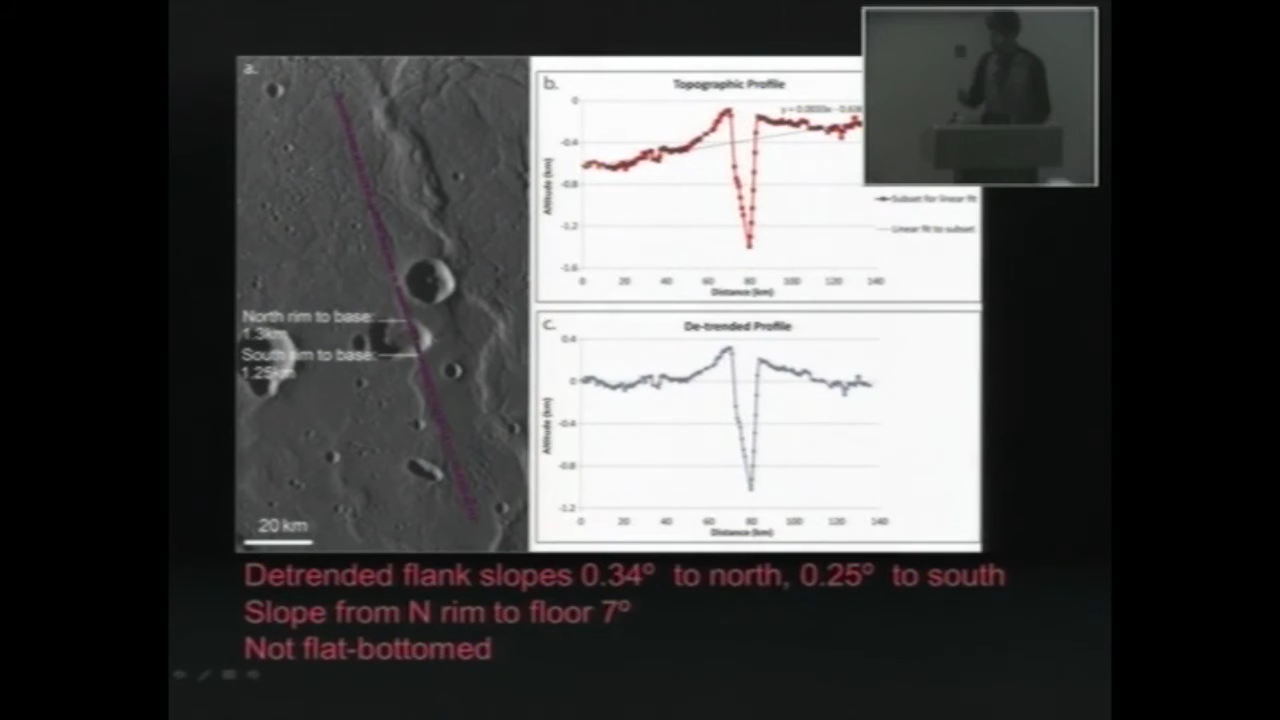 a.
North rim to base:
1.3km
South rim to base:
1.25km
20 km
b.
Topographic Profile
0
-0.4
-0.8
-1.2
-1.6
Altitude (km)
0 20 40 60 80 100 120 140
Distance (km)
Subset for linear fit
Linear fit to subset
c.
De-trended Profile
0.4
0
-0.4
-0.8
-1.2
Altitude (km)
0 20 40 60 80 100 120 140
Distance (km)
Detrended flank slopes 0.34º to north, 0.25º to south
Slope from N rim to floor 7º
Not flat-bottomed